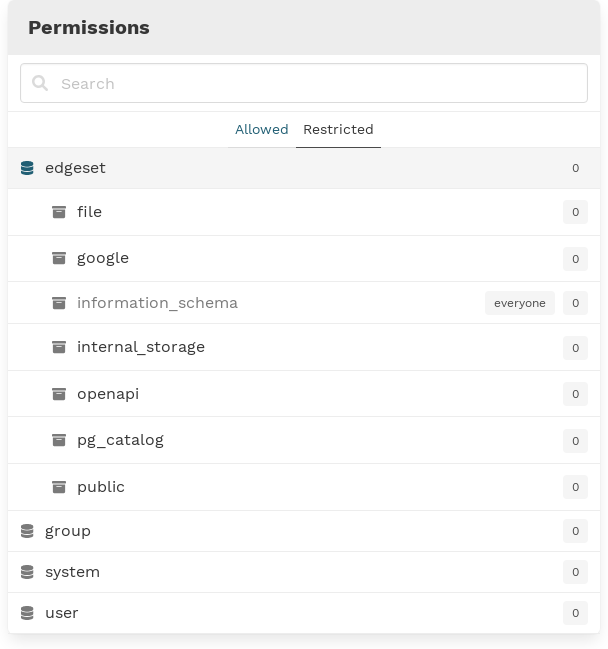 Permissions
Search
Allowed Restricted
edgeset 0
file 0
google 0
information_schema everyone 0
internal_storage 0
openapi 0
pg_catalog 0
public 0
group 0
system 0
user 0